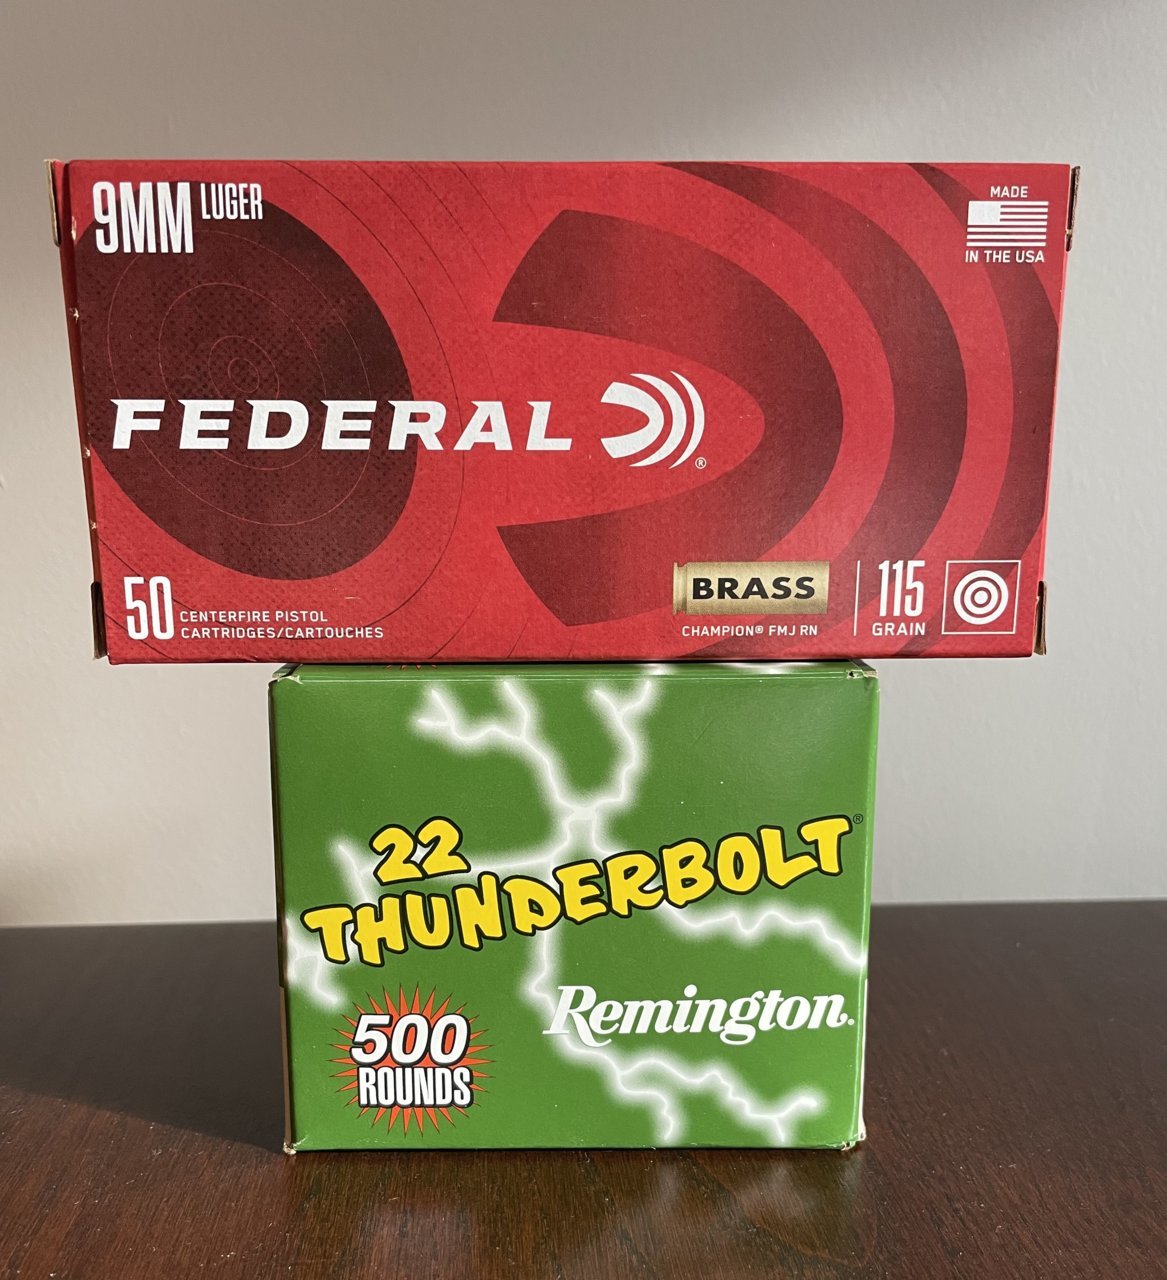 9MM LUGER
MADE
IN THE USA
FEDERAL®
50 CENTERFIRE PISTOL
CARTRIDGES/CARTOUCHES
BRASS
CHAMPION® FMJ RN
115
GRAIN
22
THUNDERBOLT®
Remington.
500
ROUNDS